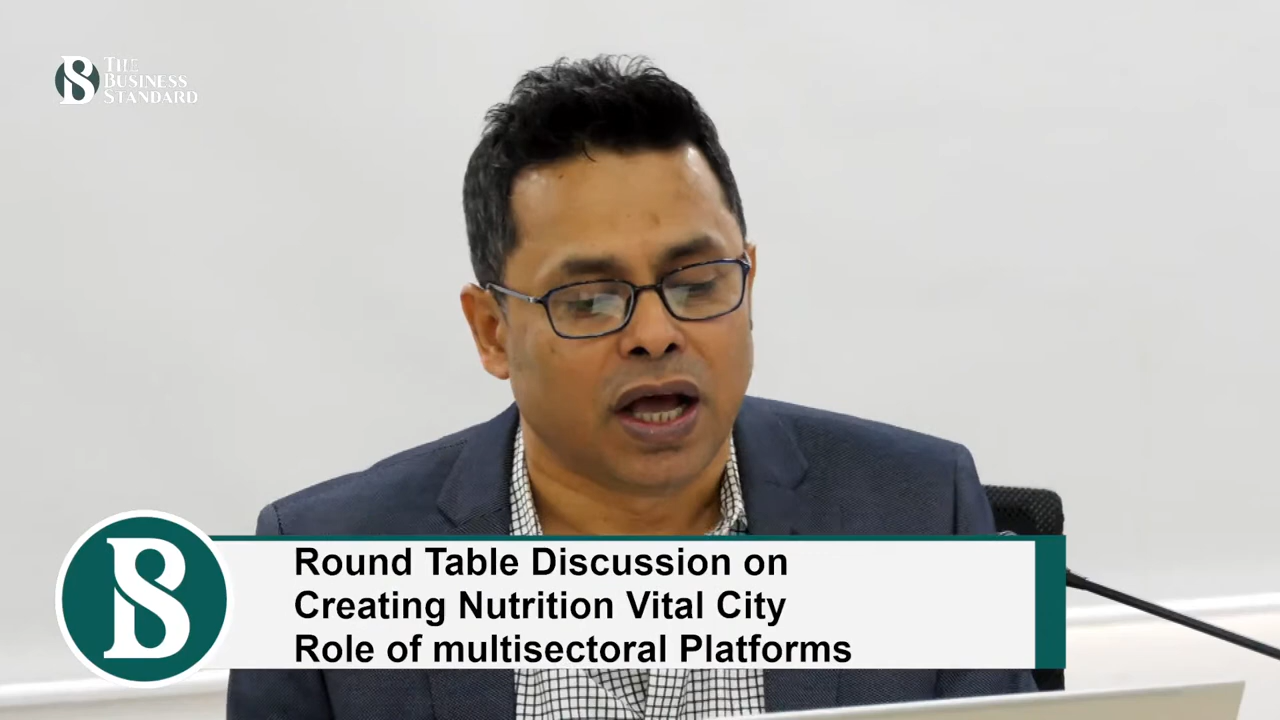 THE
BUSINESS
STANDARD
Round Table Discussion on
Creating Nutrition Vital City
Role of multisectoral Platforms